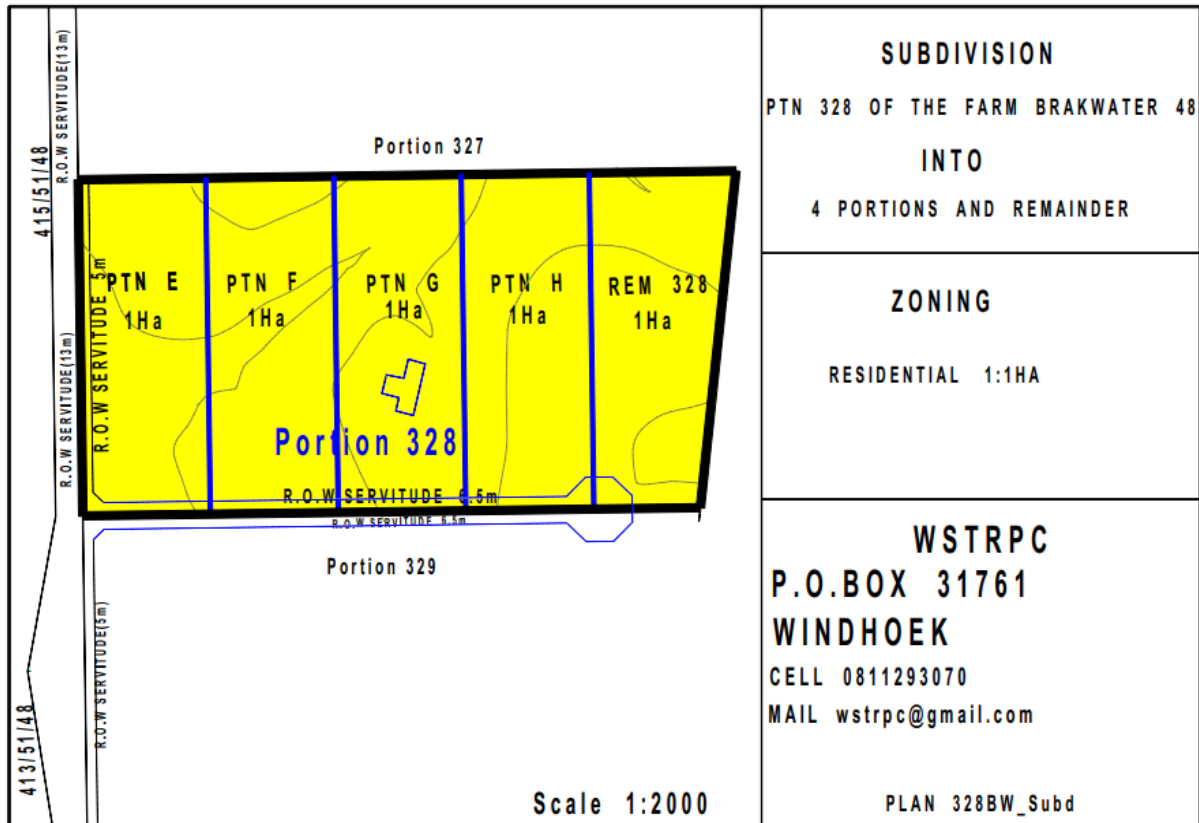 415/51/48
R.O.W SERVITUDE(13m)
R.O.W SERVITUDE(13m)
413/51/48
R.O.W SERVITUDE(5m)
Portion 327
R.O.W SERVITUDE 5m
PTN E
1Ha
PTN F
1Ha
PTN G
1Ha
PTN H
1Ha
REM 328
1Ha
Portion 328
R.O.W SERVITUDE 6.5m
R.O.W SERVITUDE 6.5m
Portion 329
Scale 1:2000
SUBDIVISION
PTN 328 OF THE FARM BRAKWATER 48
INTO
4 PORTIONS AND REMAINDER
ZONING
RESIDENTIAL 1:1HA
WSTRPC
P.O.BOX 31761
WINDHOEK
CELL 0811293070
MAIL wstrpc@gmail.com
PLAN 328BW_Subd